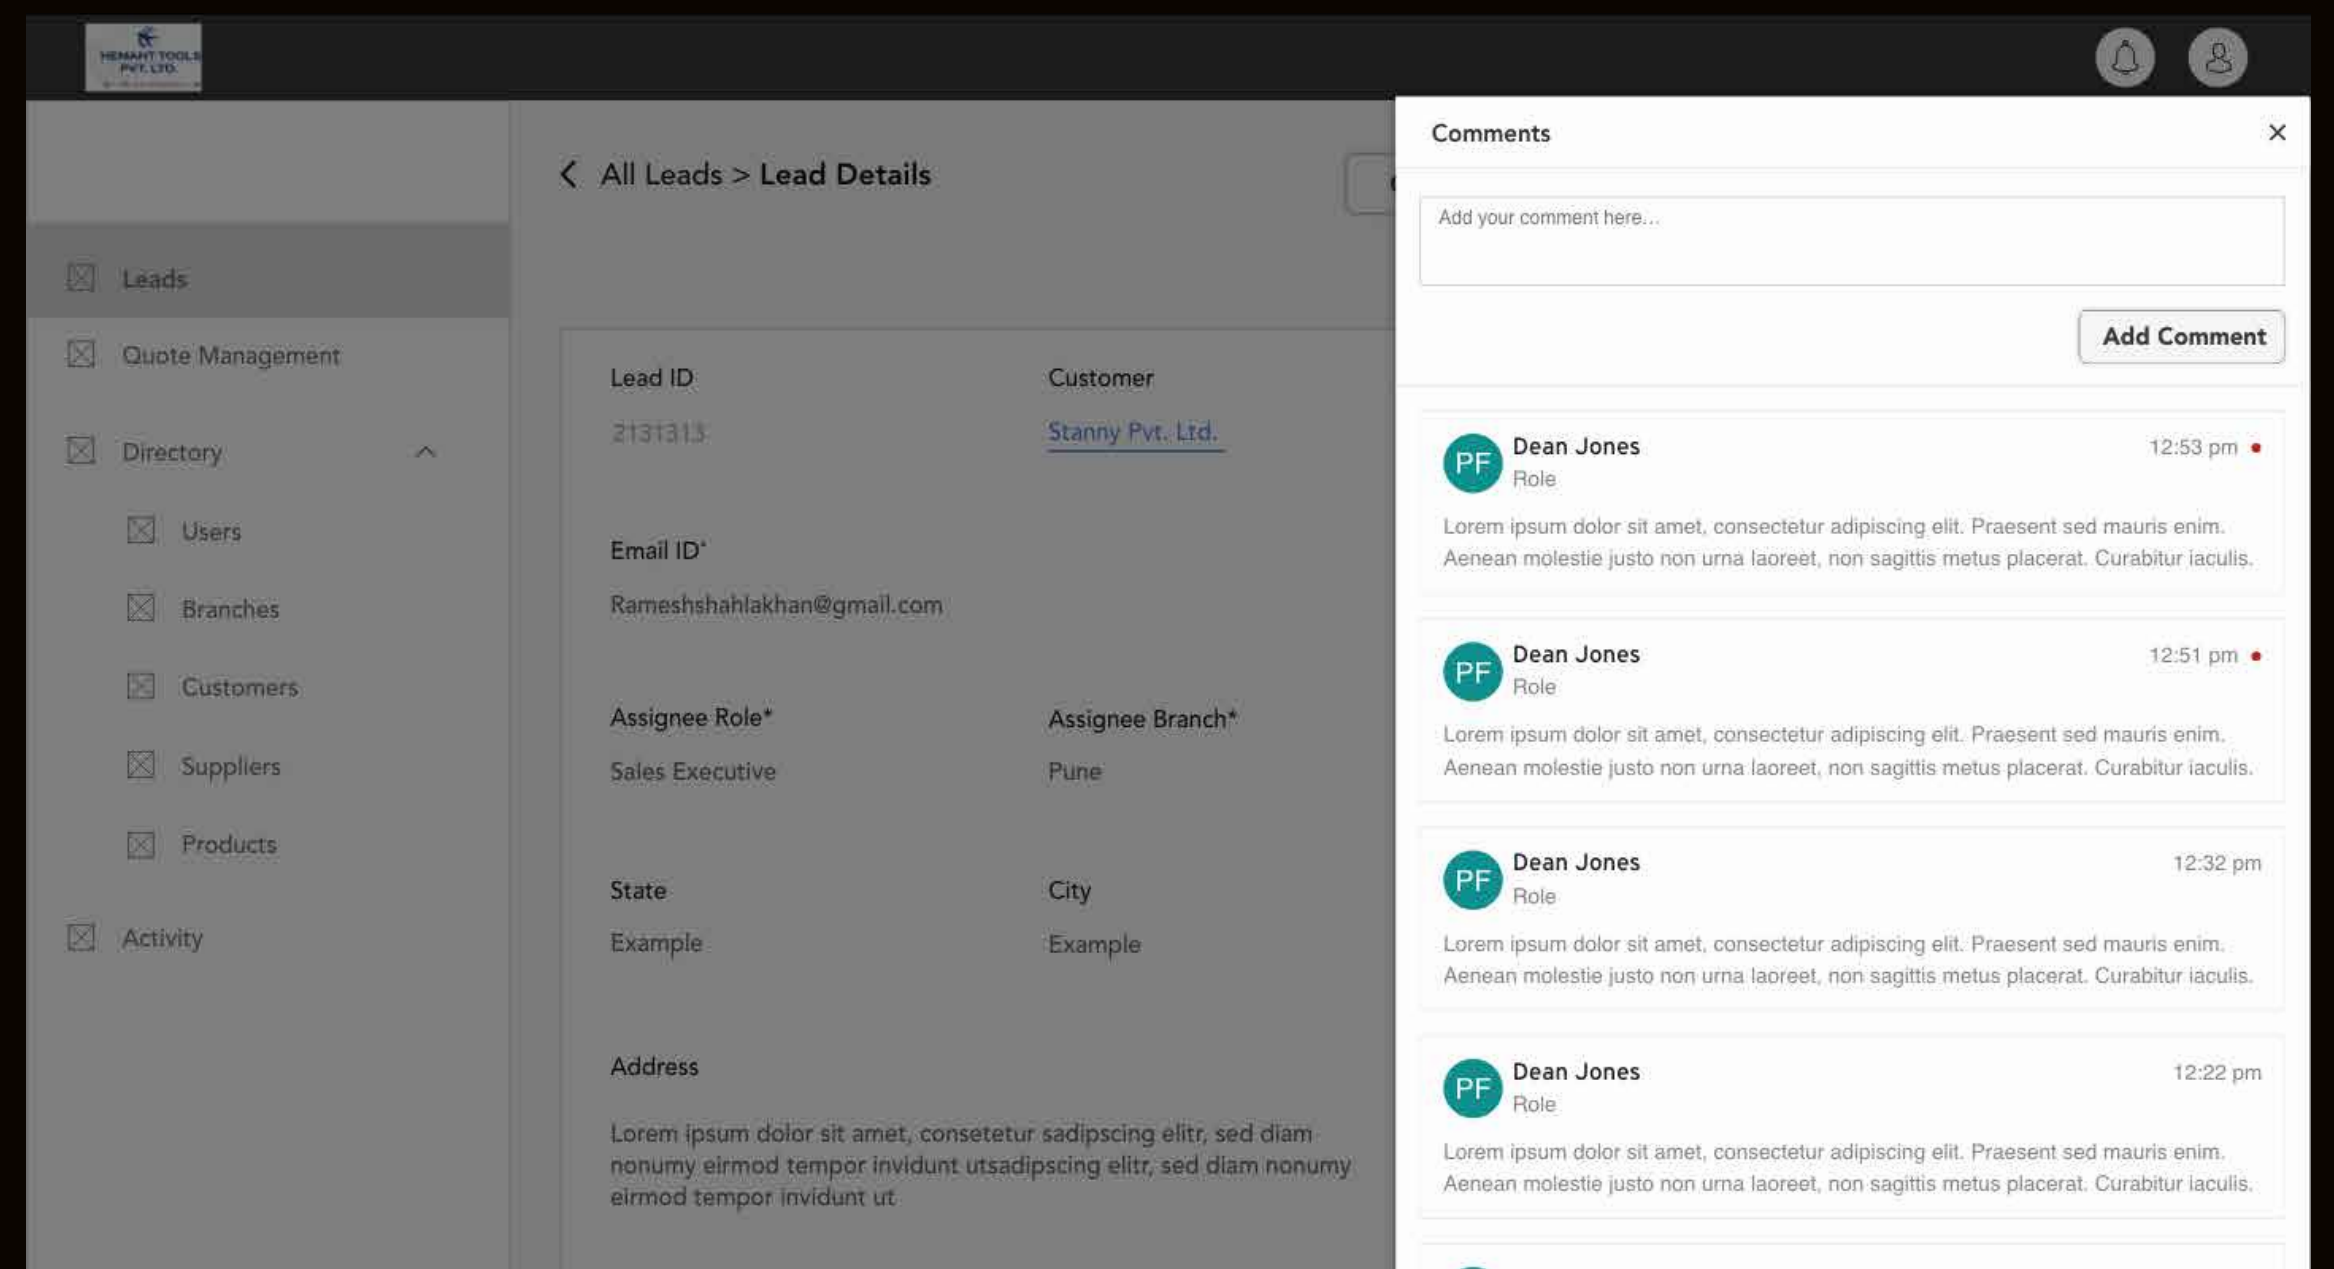 HEMANT TOOLS
PVT. LTD.
All Leads > Lead Details
Leads
Quote Management
Directory
Users
Branches
Customers
Suppliers
Products
Activity
Lead ID
Customer
2131313
Stanny Pvt. Ltd.
Email ID*
Rameshshahlakhan@gmail.com
Assignee Role*
Assignee Branch*
Sales Executive
Pune
State
City
Example
Example
Address
Lorem ipsum dolor sit amet, consetetur sadipscing elitr, sed diam
nonumy eirmod tempor invidunt utsadipscing elitr, sed diam nonumy
eirmod tempor invidunt ut
Comments
Add your comment here...
Add Comment
PF
Dean Jones
12:53 pm
Role
Lorem ipsum dolor sit amet, consectetur adipiscing elit. Praesent sed mauris enim.
Aenean molestie justo non urna laoreet, non sagittis metus placerat. Curabitur iaculis.
PF
Dean Jones
12:51 pm
Role
Lorem ipsum dolor sit amet, consectetur adipiscing elit. Praesent sed mauris enim.
Aenean molestie justo non urna laoreet, non sagittis metus placerat. Curabitur iaculis.
PF
Dean Jones
12:32 pm
Role
Lorem ipsum dolor sit amet, consectetur adipiscing elit. Praesent sed mauris enim.
Aenean molestie justo non urna laoreet, non sagittis metus placerat. Curabitur iaculis.
PF
Dean Jones
12:22 pm
Role
Lorem ipsum dolor sit amet, consectetur adipiscing elit. Praesent sed mauris enim.
Aenean molestie justo non urna laoreet, non sagittis metus placerat. Curabitur iaculis.